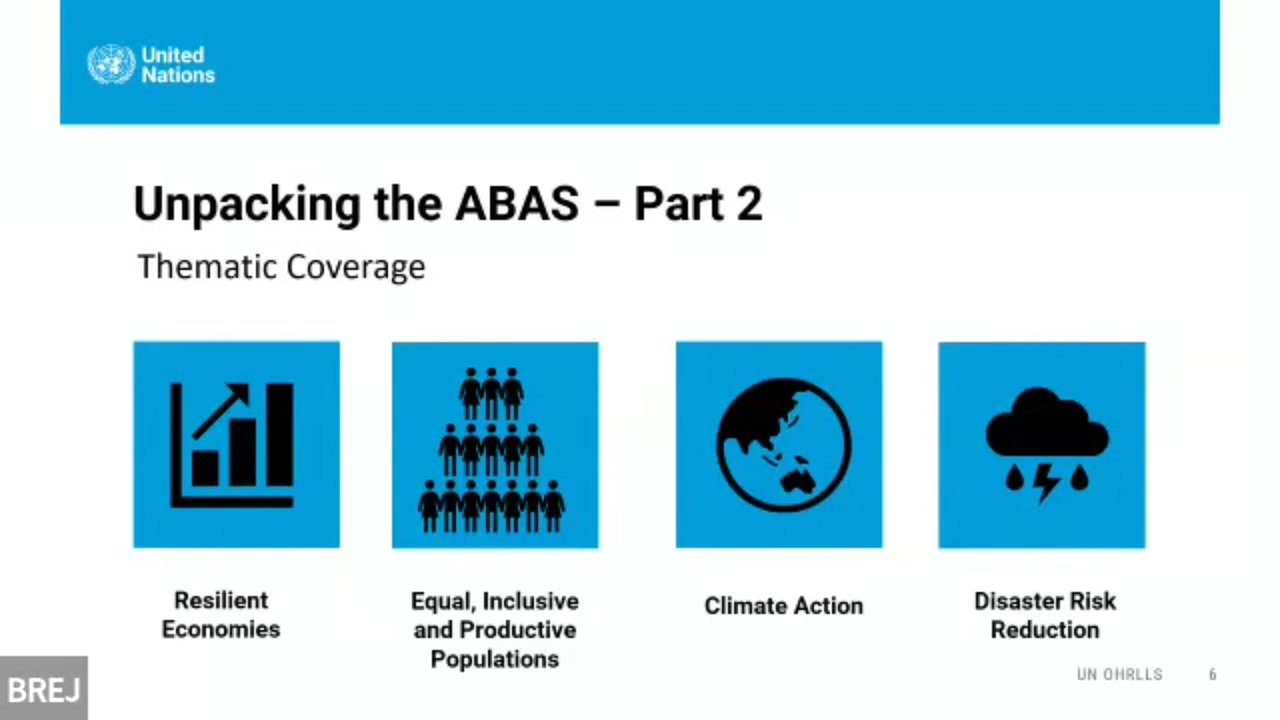 United
Nations
Unpacking the ABAS – Part 2
Thematic Coverage
Resilient
Economies
Equal, Inclusive
and Productive
Populations
Climate Action
Disaster Risk
Reduction
UN OHRLLS 6
BREJ